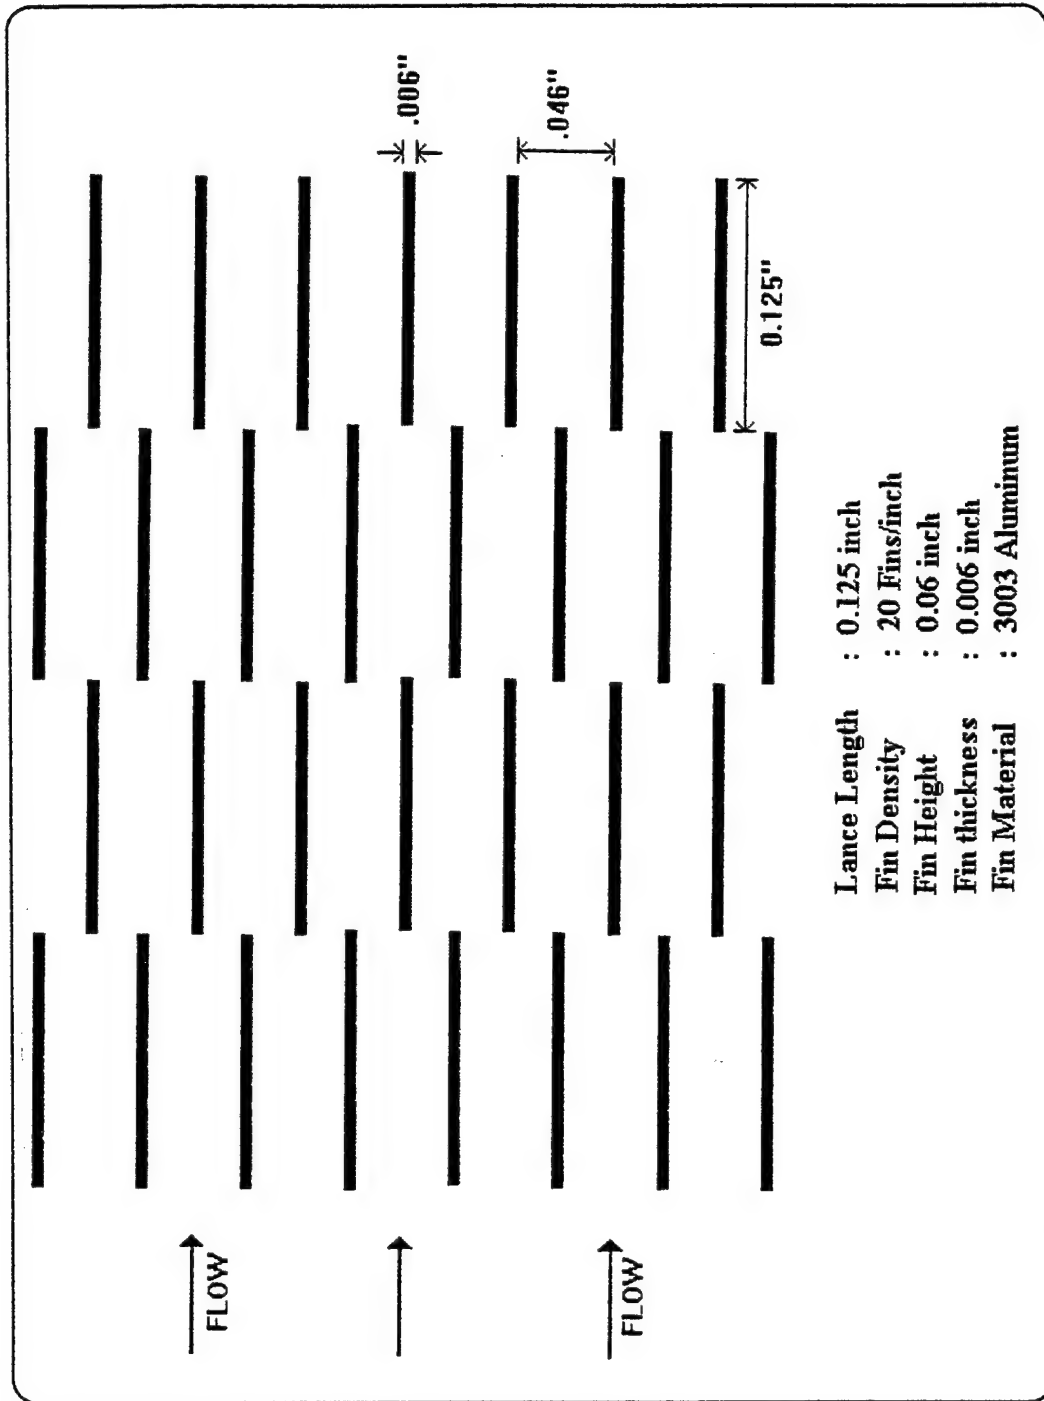 .006"
.046"
0.125"
FLOW
FLOW
Lance Length : 0.125 inch
Fin Density : 20 Fins/inch
Fin Height : 0.06 inch
Fin thickness : 0.006 inch
Fin Material : 3003 Aluminum